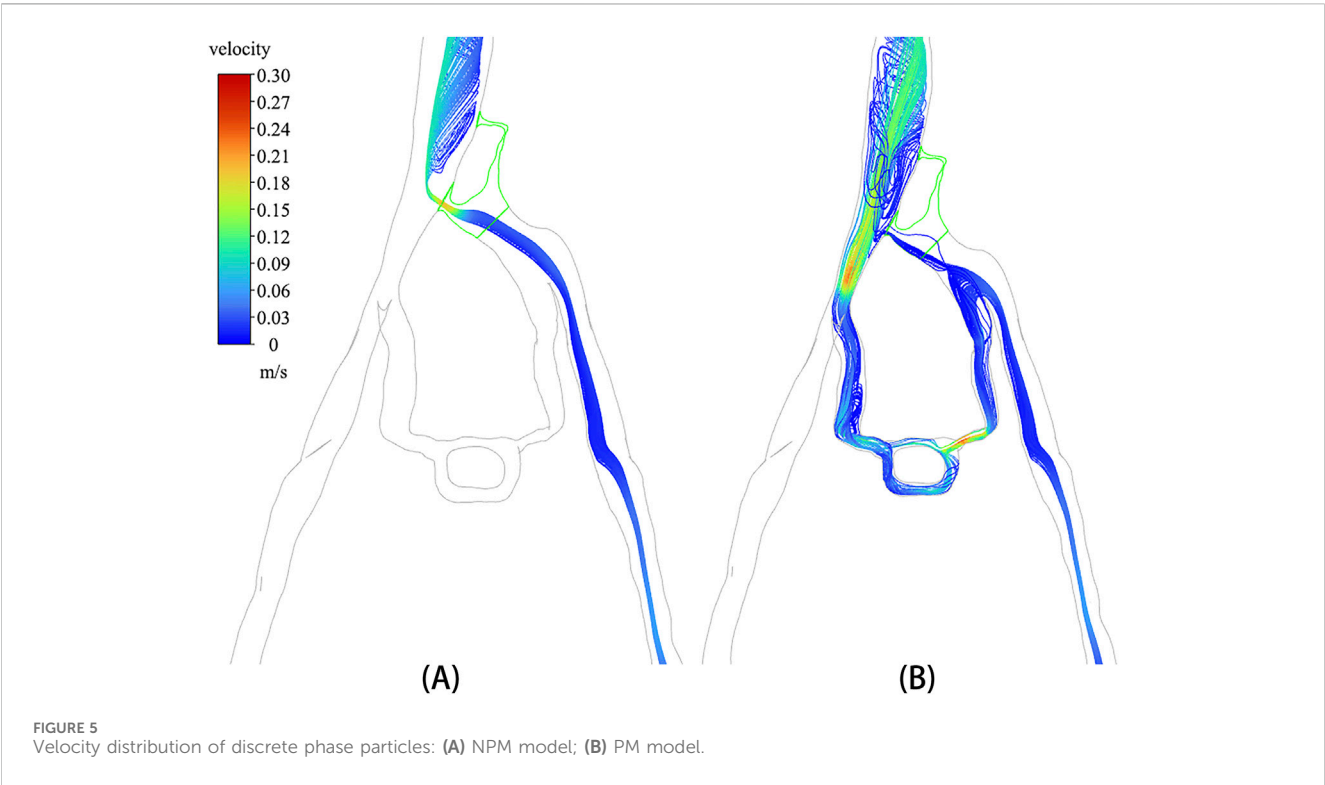 velocity
0.30
0.27
0.24
0.21
0.18
0.15
0.12
0.09
0.06
0.03
0
m/s
(A)
(B)
FIGURE 5
Velocity distribution of discrete phase particles: (A) NPM model; (B) PM model.